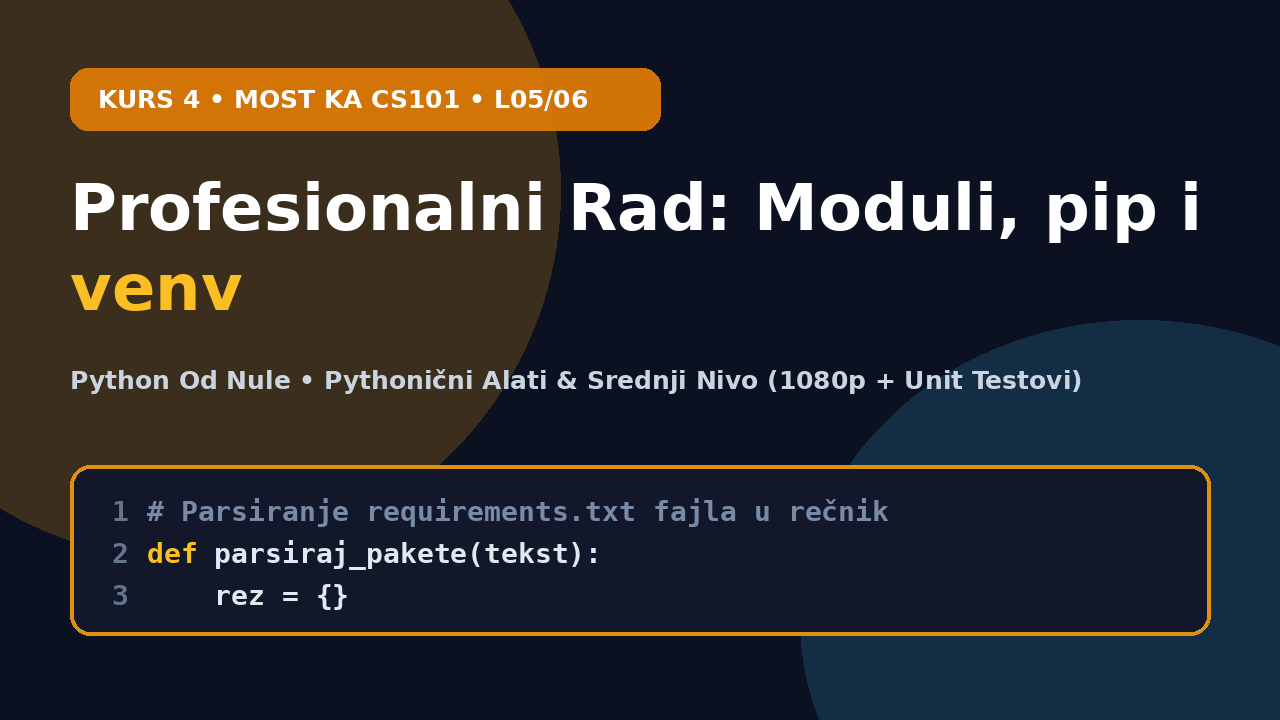 KURS 4 • MOST KA CS101 • L05/06
Profesionalni Rad: Moduli, pip i
venv
Python Od Nule • Pythonični Alati & Srednji Nivo (1080p + Unit Testovi)
1 # Parsiranje requirements.txt fajla u rečnik
2 def parsiraj_pakete(tekst):
3     rez = {}